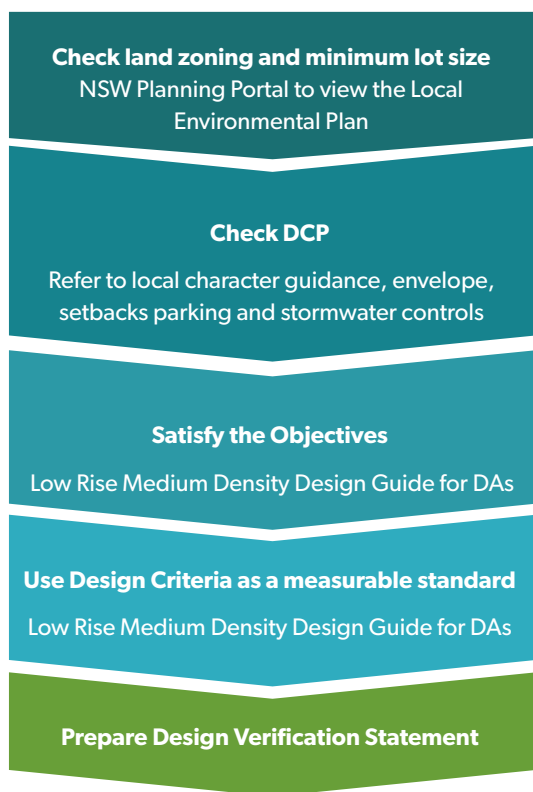 Check land zoning and minimum lot size
NSW Planning Portal to view the Local
Environmental Plan
Check DCP
Refer to local character guidance, envelope,
setbacks parking and stormwater controls
Satisfy the Objectives
Low Rise Medium Density Design Guide for DAs
Use Design Criteria as a measurable standard
Low Rise Medium Density Design Guide for DAs
Prepare Design Verification Statement